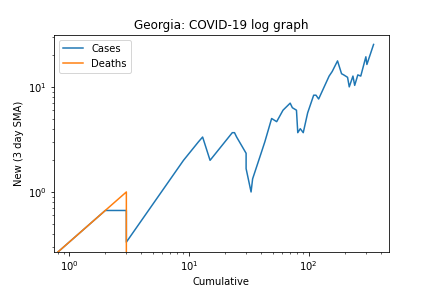 Georgia: COVID-19 log graph
Cases
Deaths
New (3 day SMA)
10¹
10⁰
10⁰ 10¹ 10²
Cumulative